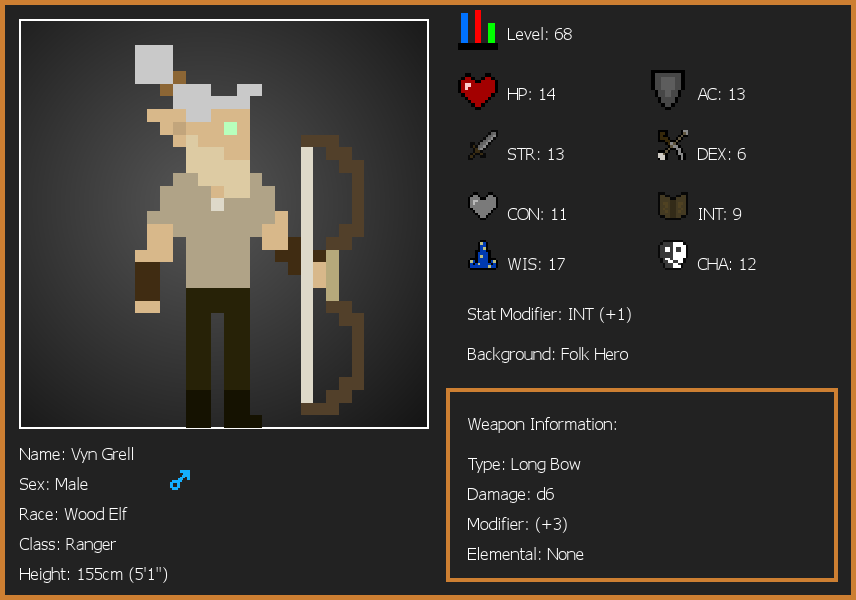 Level: 68
HP: 14
AC: 13
STR: 13
DEX: 6
CON: 11
INT: 9
WIS: 17
CHA: 12
Stat Modifier: INT (+1)
Background: Folk Hero
Weapon Information:
Type: Long Bow
Damage: d6
Modifier: (+3)
Elemental: None
Name: Vyn Grell
Sex: Male
Race: Wood Elf
Class: Ranger
Height: 155cm (5'1")